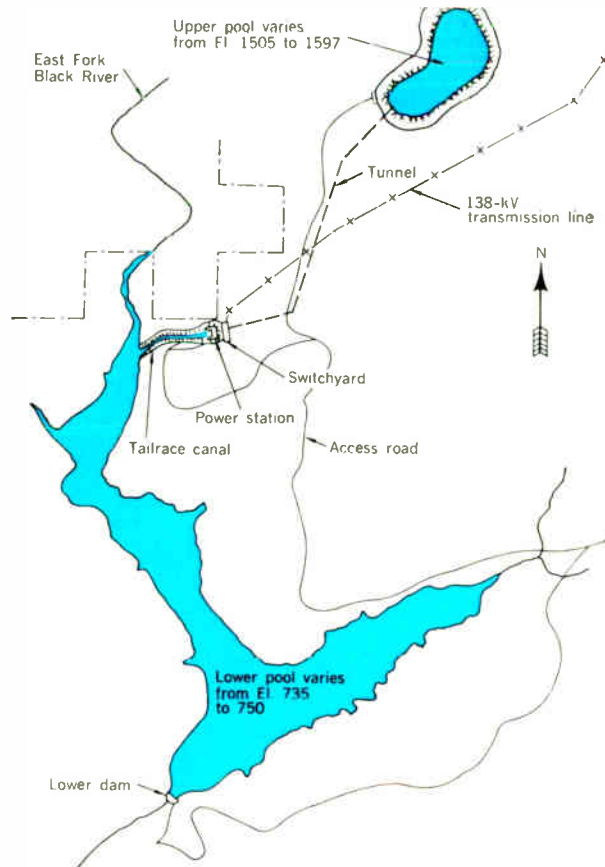 Upper pool varies
from El 1505 to 1597
East Fork
Black River
Tunnel
138-kV
transmission line
N
Switchyard
Power station
Tailrace canal
Access road
Lower pool varies
from El. 735
to 750
Lower dam